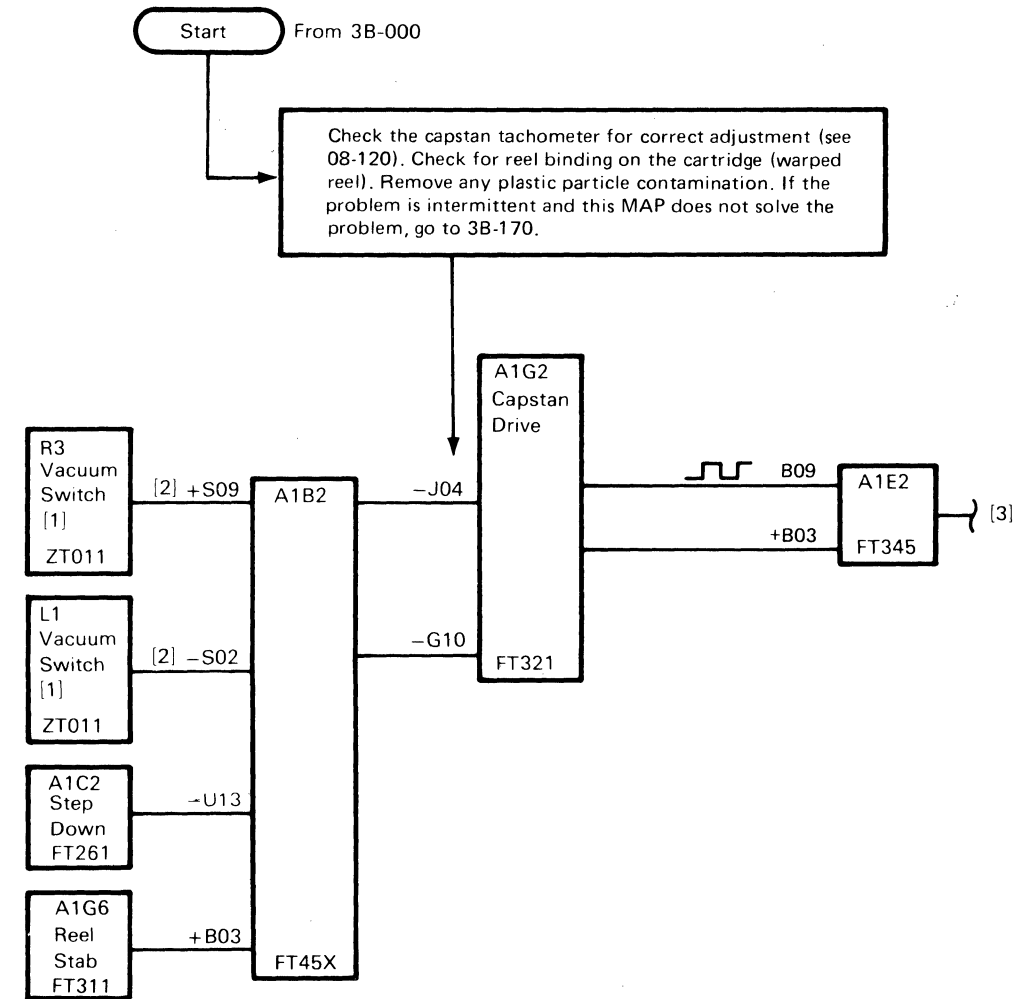 Start
From 3B-000
Check the capstan tachometer for correct adjustment (see
08-120). Check for reel binding on the cartridge (warped
reel). Remove any plastic particle contamination. If the
problem is intermittent and this MAP does not solve the
problem, go to 3B-170.
A1G2
Capstan
Drive
FT321
R3
Vacuum
Switch
[1]
ZT011
[2] +S09
A1B2
FT45X
−J04
B09
+B03
A1E2
FT345
[3]
L1
Vacuum
Switch
[1]
ZT011
[2] −S02
−G10
A1C2
Step
Down
FT261
−U13
A1G6
Reel
Stab
FT311
+B03